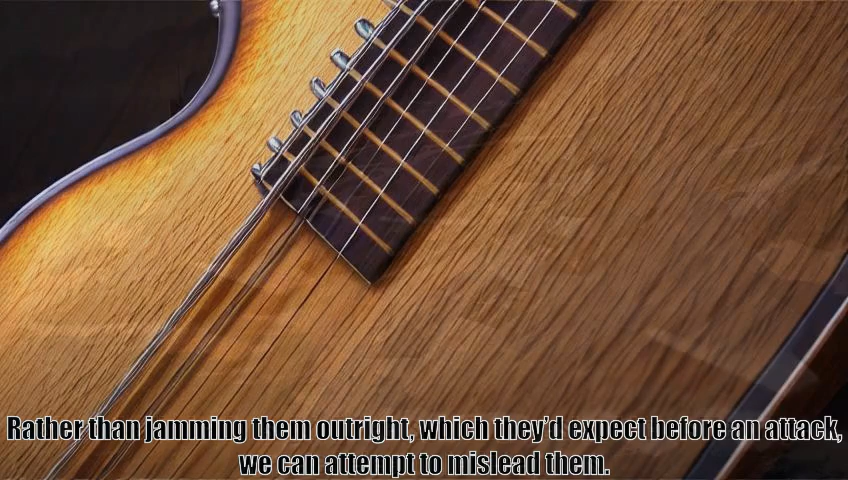 Rather than jamming them outright, which they'd expect before an attack,
we can attempt to mislead them.